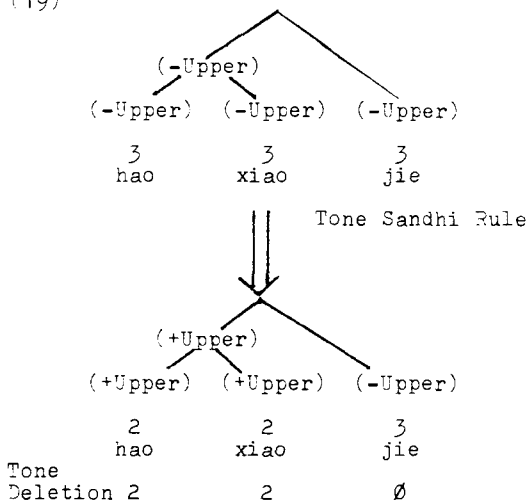 (19)
(-Upper)
(-Upper) (-Upper) (-Upper)
3 3 3
hao xiao jie
Tone Sandhi Rule
(+Upper)
(+Upper) (+Upper) (-Upper)
2 2 3
hao xiao jie
Tone
Deletion 2 2 Ø